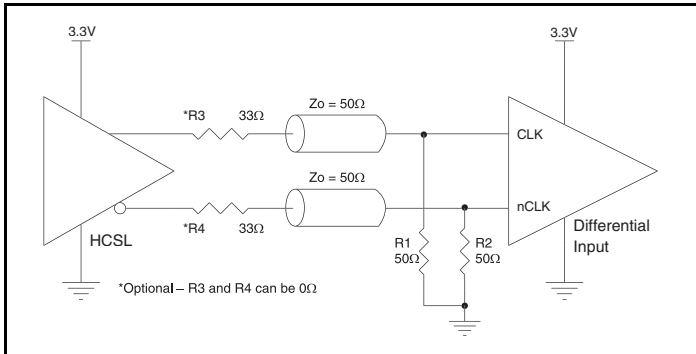 3.3V
3.3V
*R3 33Ω
Zo = 50Ω
CLK
Zo = 50Ω
nCLK
*R4 33Ω
HCSL
R1
50Ω
R2
50Ω
Differential
Input
*Optional – R3 and R4 can be 0Ω